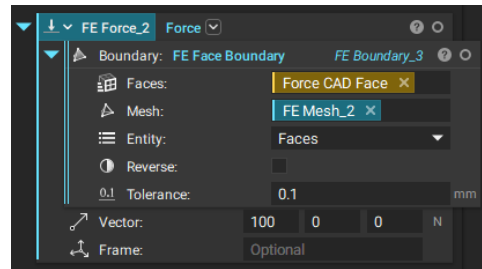 FE Force_2 Force
Boundary: FE Face Boundary FE Boundary_3
Faces: Force CAD Face ×
Mesh: FE Mesh_2 ×
Entity: Faces
Reverse:
0.1 Tolerance: 0.1 mm
Vector: 100 0 0 N
Frame: Optional